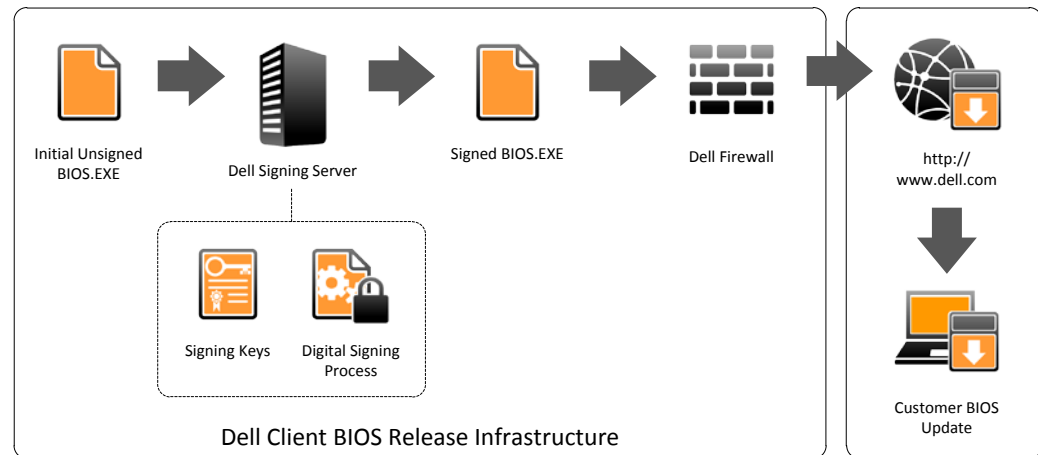 Initial Unsigned
BIOS.EXE
Dell Signing Server
Signed BIOS.EXE
Dell Firewall
http://
www.dell.com
Signing Keys
Digital Signing
Process
Customer BIOS
Update
Dell Client BIOS Release Infrastructure